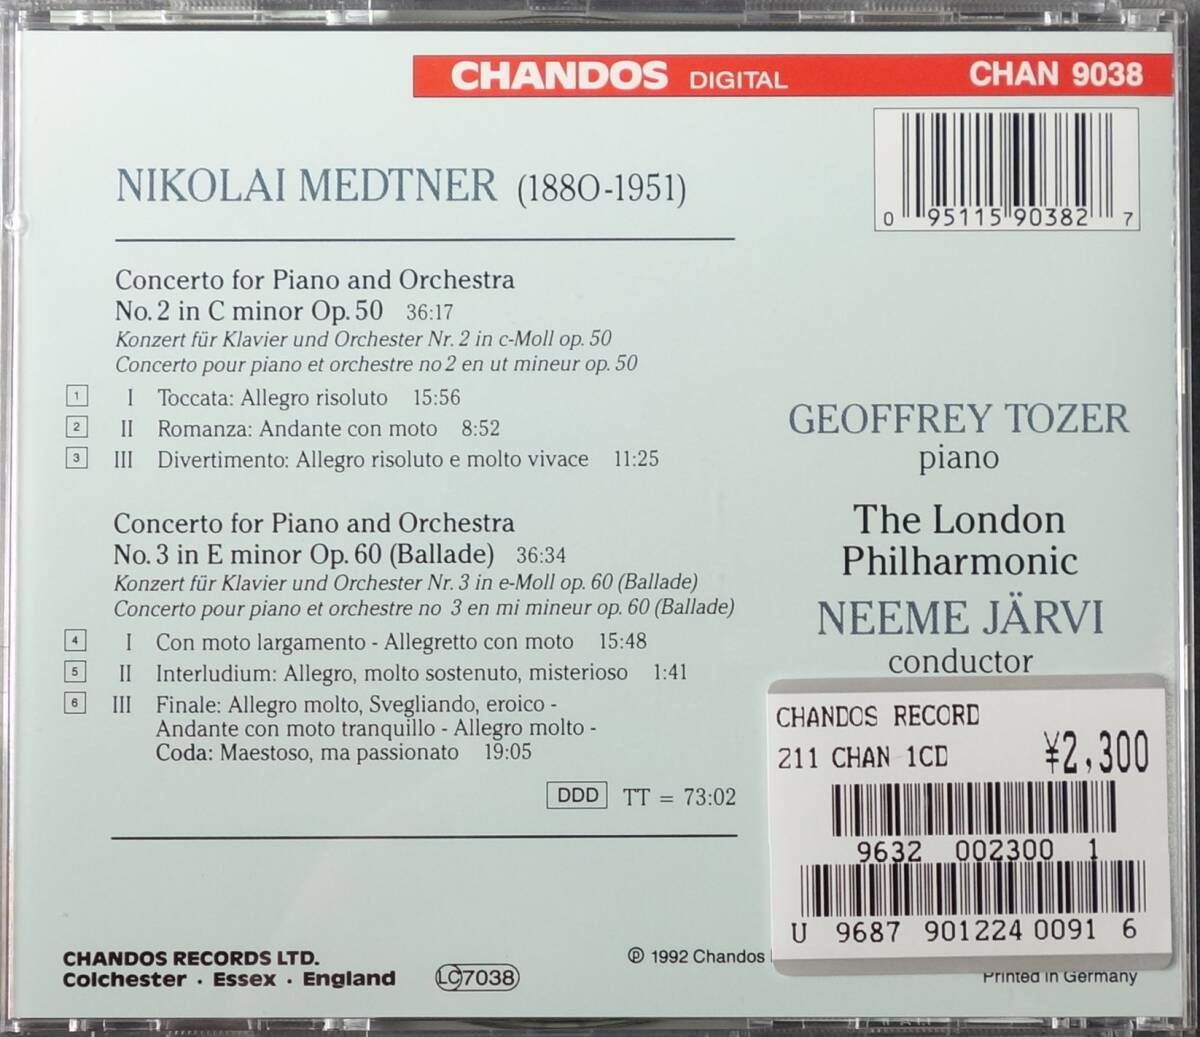 CHANDOS DIGITAL CHAN 9038
0 95115 90382 7
NIKOLAI MEDTNER (1880-1951)
Concerto for Piano and Orchestra
No. 2 in C minor Op. 50 36:17
Konzert für Klavier und Orchester Nr. 2 in c-Moll op. 50
Concerto pour piano et orchestre no 2 en ut mineur op. 50
1 I Toccata: Allegro risoluto 15:56
2 II Romanza: Andante con moto 8:52
3 III Divertimento: Allegro risoluto e molto vivace 11:25
Concerto for Piano and Orchestra
No. 3 in E minor Op. 60 (Ballade) 36:34
Konzert für Klavier und Orchester Nr. 3 in e-Moll op. 60 (Ballade)
Concerto pour piano et orchestre no 3 en mi mineur op. 60 (Ballade)
4 I Con moto largamento - Allegretto con moto 15:48
5 II Interludium: Allegro, molto sostenuto, misterioso 1:41
6 III Finale: Allegro molto, Svegliando, eroico -
Andante con moto tranquillo - Allegro molto -
Coda: Maestoso, ma passionato 19:05
DDD TT = 73:02
GEOFFREY TOZER
piano
The London
Philharmonic
NEEME JÄRVI
conductor
CHANDOS RECORD
211 CHAN 1CD ¥2,300
9632 002300 1
U 9687 901224 0091 6
CHANDOS RECORDS LTD.
Colchester · Essex · England
LC 7038
℗ 1992 Chandos
Printed in Germany